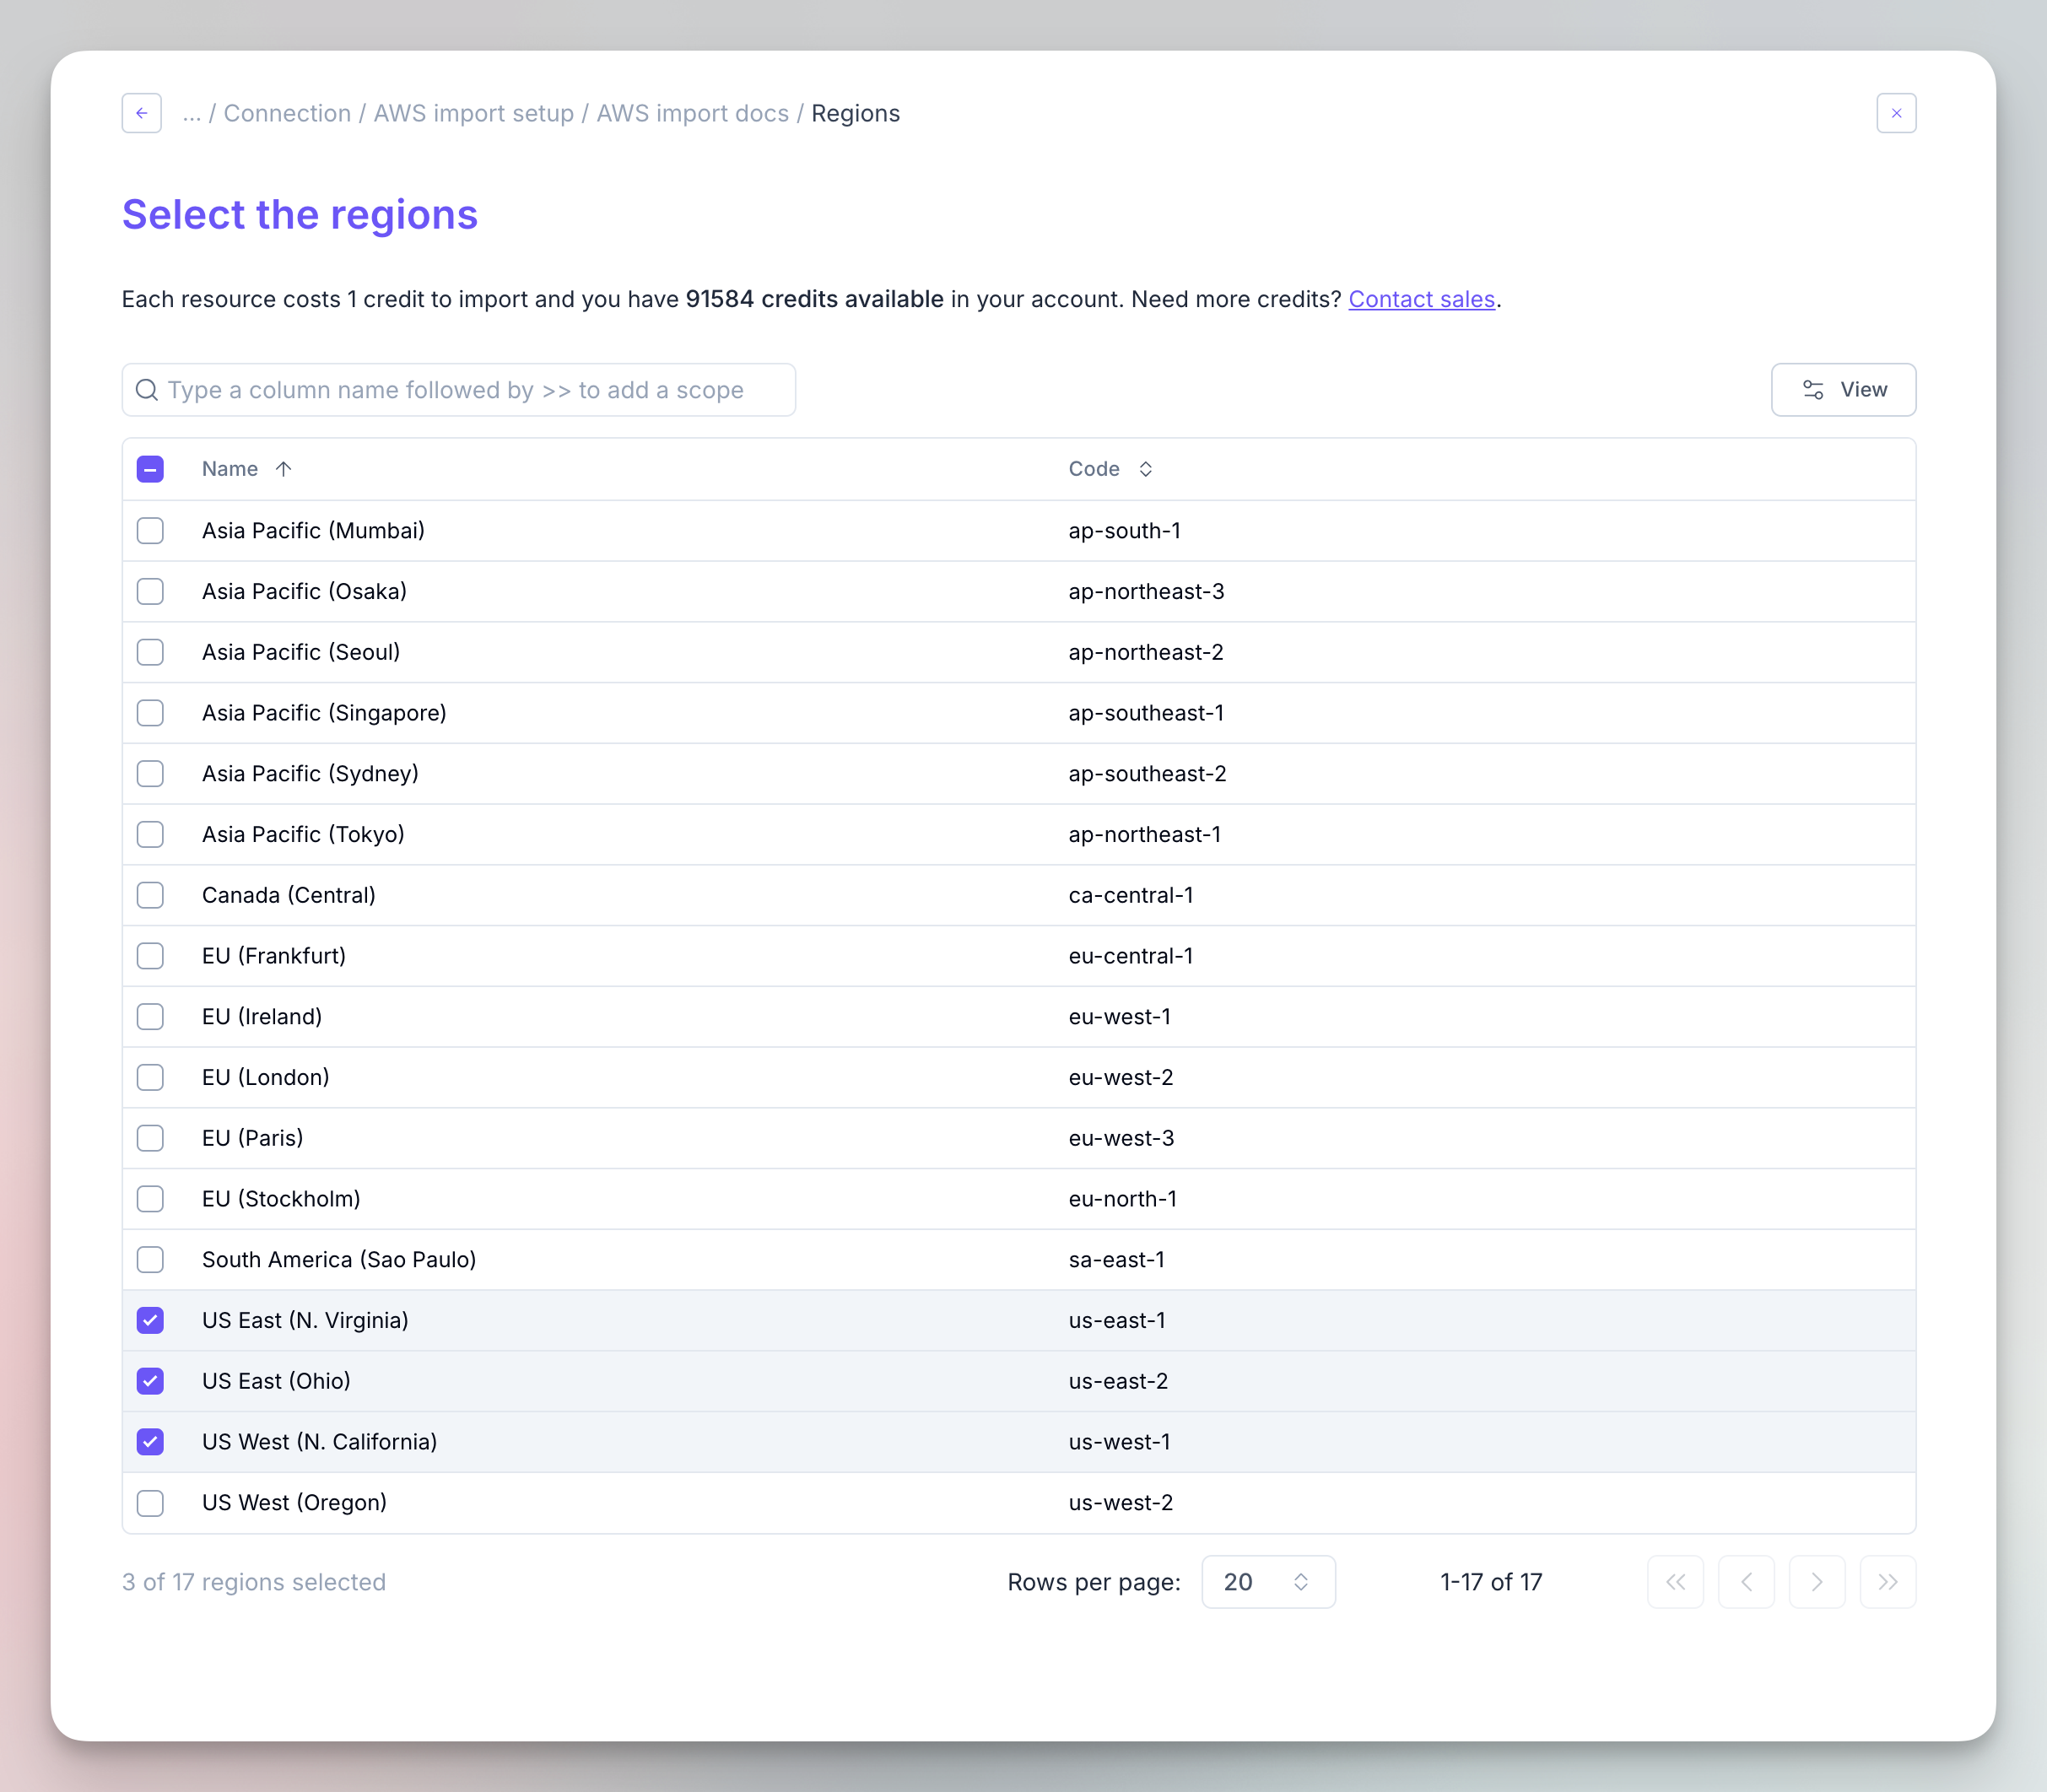 ... / Connection / AWS import setup / AWS import docs / Regions
Select the regions
Each resource costs 1 credit to import and you have 91584 credits available in your account. Need more credits? Contact sales.
Type a column name followed by >> to add a scope
View
Name Code
Asia Pacific (Mumbai) ap-south-1
Asia Pacific (Osaka) ap-northeast-3
Asia Pacific (Seoul) ap-northeast-2
Asia Pacific (Singapore) ap-southeast-1
Asia Pacific (Sydney) ap-southeast-2
Asia Pacific (Tokyo) ap-northeast-1
Canada (Central) ca-central-1
EU (Frankfurt) eu-central-1
EU (Ireland) eu-west-1
EU (London) eu-west-2
EU (Paris) eu-west-3
EU (Stockholm) eu-north-1
South America (Sao Paulo) sa-east-1
US East (N. Virginia) us-east-1
US East (Ohio) us-east-2
US West (N. California) us-west-1
US West (Oregon) us-west-2
3 of 17 regions selected Rows per page: 20 1-17 of 17